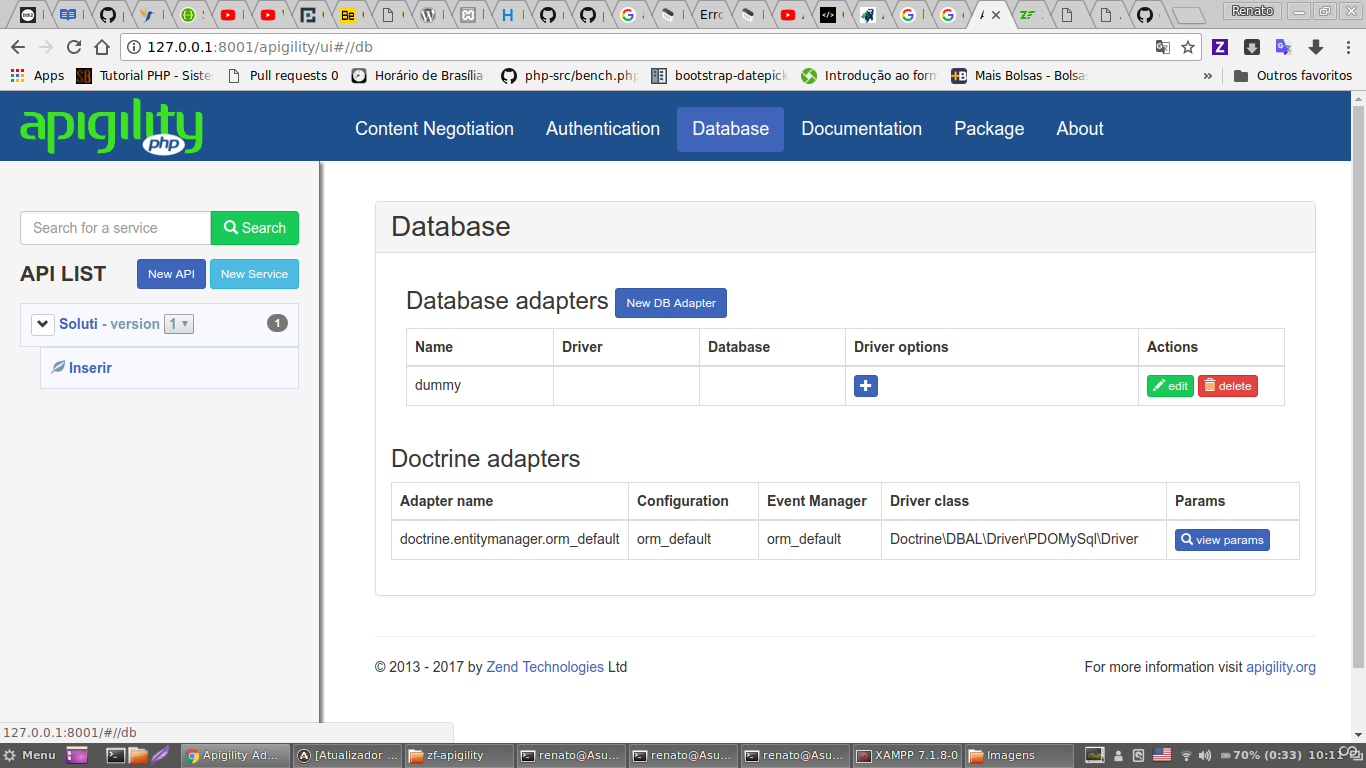 Renato
127.0.0.1:8001/apigility/ui#//db
Apps Tutorial PHP - Siste Pull requests 0 Horário de Brasília php-src/bench.php bootstrap-datepick Introdução ao form Mais Bolsas - Bolsa » Outros favoritos
apigility php
Content Negotiation Authentication Database Documentation Package About
Search for a service Search
API LIST New API New Service
Soluti - version 1 1
Inserir
Database
Database adapters New DB Adapter
Name Driver Database Driver options Actions
dummy edit delete
Doctrine adapters
Adapter name Configuration Event Manager Driver class Params
doctrine.entitymanager.orm_default orm_default orm_default Doctrine\DBAL\Driver\PDOMySql\Driver view params
© 2013 - 2017 by Zend Technologies Ltd For more information visit apigility.org
127.0.0.1:8001/#//db
Menu Apigility Ad... [Atualizador ... zf-apigility renato@Asu... renato@Asu... renato@Asu... XAMPP 7.1.8-0 Imagens 70% (0:33) 10:11